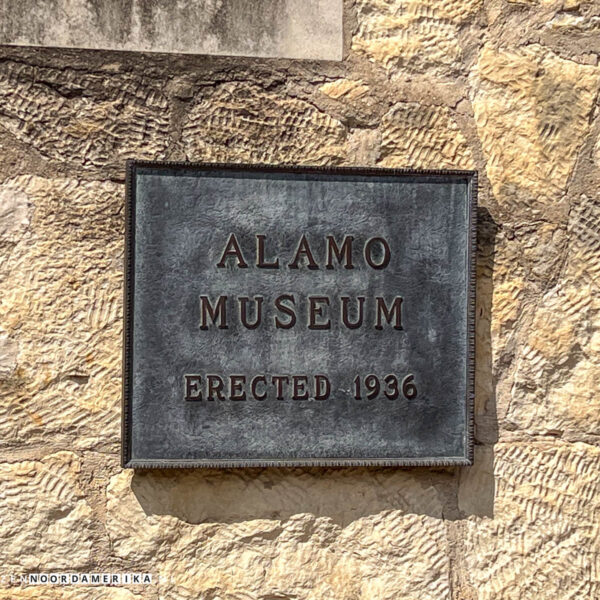 ALAMO
MUSEUM
ERECTED 1936
NOORDAMERIKA